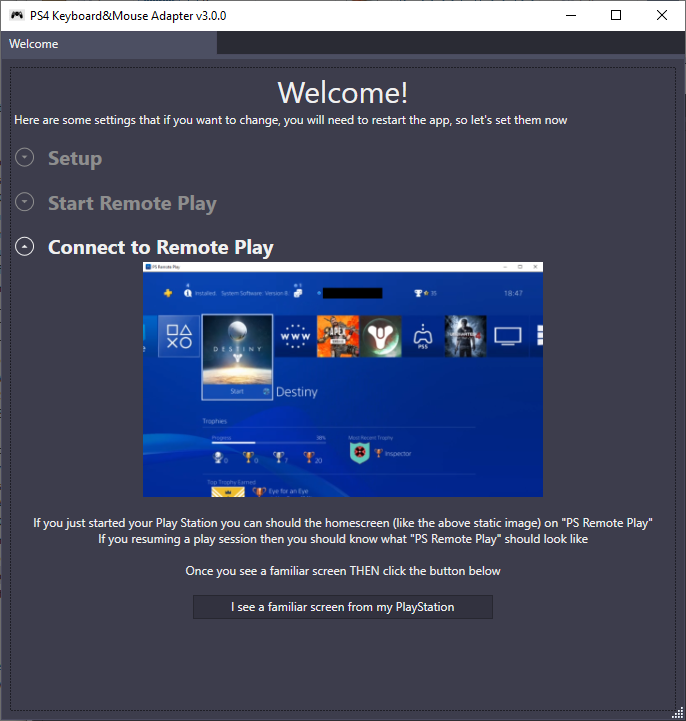 PS4 Keyboard&Mouse Adapter v3.0.0
Welcome
Welcome!
Here are some settings that if you want to change, you will need to restart the app, so let's set them now
Setup
Start Remote Play
Connect to Remote Play
PS Remote Play
Installed. System Software: Version 8.
35
18:47
DESTINY
WWW
APEX
PS5
Start
Destiny
Trophies
Progress
30%
Most Recent Trophy
0
0
7
20
Inspector
Top Trophy Earned
Eye for an Eye
If you just started your Play Station you can should the homescreen (like the above static image) on "PS Remote Play"
If you resuming a play session then you should know what "PS Remote Play" should look like
Once you see a familiar screen THEN click the button below
I see a familiar screen from my PlayStation